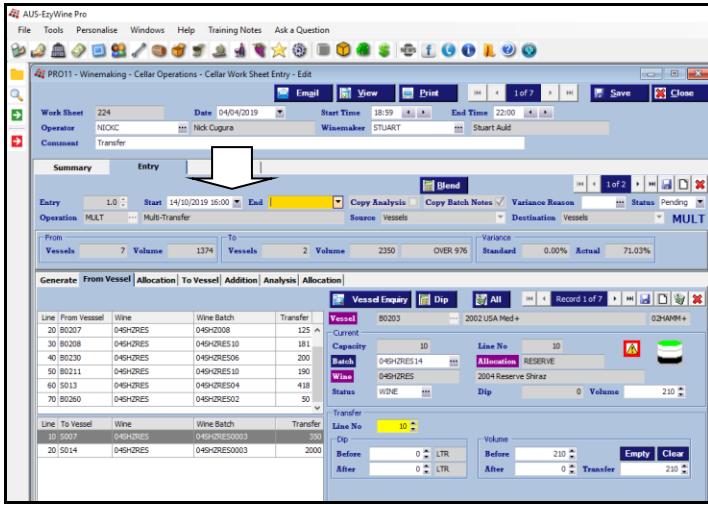 AUS-EzyWine Pro
File Tools Personalise Windows Help Training Notes Ask a Question
PRO11 - Winemaking - Cellar Operations - Cellar Work Sheet Entry - Edit
Email View Print 1 of 7 Save Close
Work Sheet 224 Date 04/04/2019 Start Time 18:59 End Time 22:00
Operator NICKC Nick Cugura Winemaker STUART Stuart Auld
Comment Transfer
Summary Entry
Blend 1 of 2
Entry 1.0 Start 14/10/2019 16:00 End Copy Analysis Copy Batch Notes Variance Reason Status Pending
Operation MULT Multi-Transfer Source Vessels Destination Vessels MULT
From To Variance
Vessels 7 Volume 1374 Vessels 2 Volume 2350 OVER 976 Standard 0.00% Actual 71.03%
Generate From Vessel Allocation To Vessel Addition Analysis Allocation
Vessel Enquiry Dip All Record 1 of 7
Line From Vesssel Wine Wine Batch Transfer
20 B0207 04SHZRES 04SHZ008 125
30 B0208 04SHZRES 04SHZRES10 181
40 B0230 04SHZRES 04SHZRES06 200
50 B0211 04SHZRES 04SHZRES10 190
60 S013 04SHZRES 04SHZRES04 418
70 B0260 04SHZRES 04SHZRES02 50
Vessel B0203 2002 USA Med+ 02HAMM+
Current
Capacity 10 Line No 10
Batch 04SHZRES14 Allocation RESERVE
Wine 04SHZRES 2004 Reserve Shiraz
Status WINE Dip 0 Volume 210
Line To Vessel Wine Wine Batch Transfer
10 S007 04SHZRES 04SHZRES0003 350
20 S014 04SHZRES 04SHZRES0003 2000
Transfer
Line No 10
Dip Volume
Before 0 LTR Before 210 Empty Clear
After 0 LTR After 0 Transfer 210